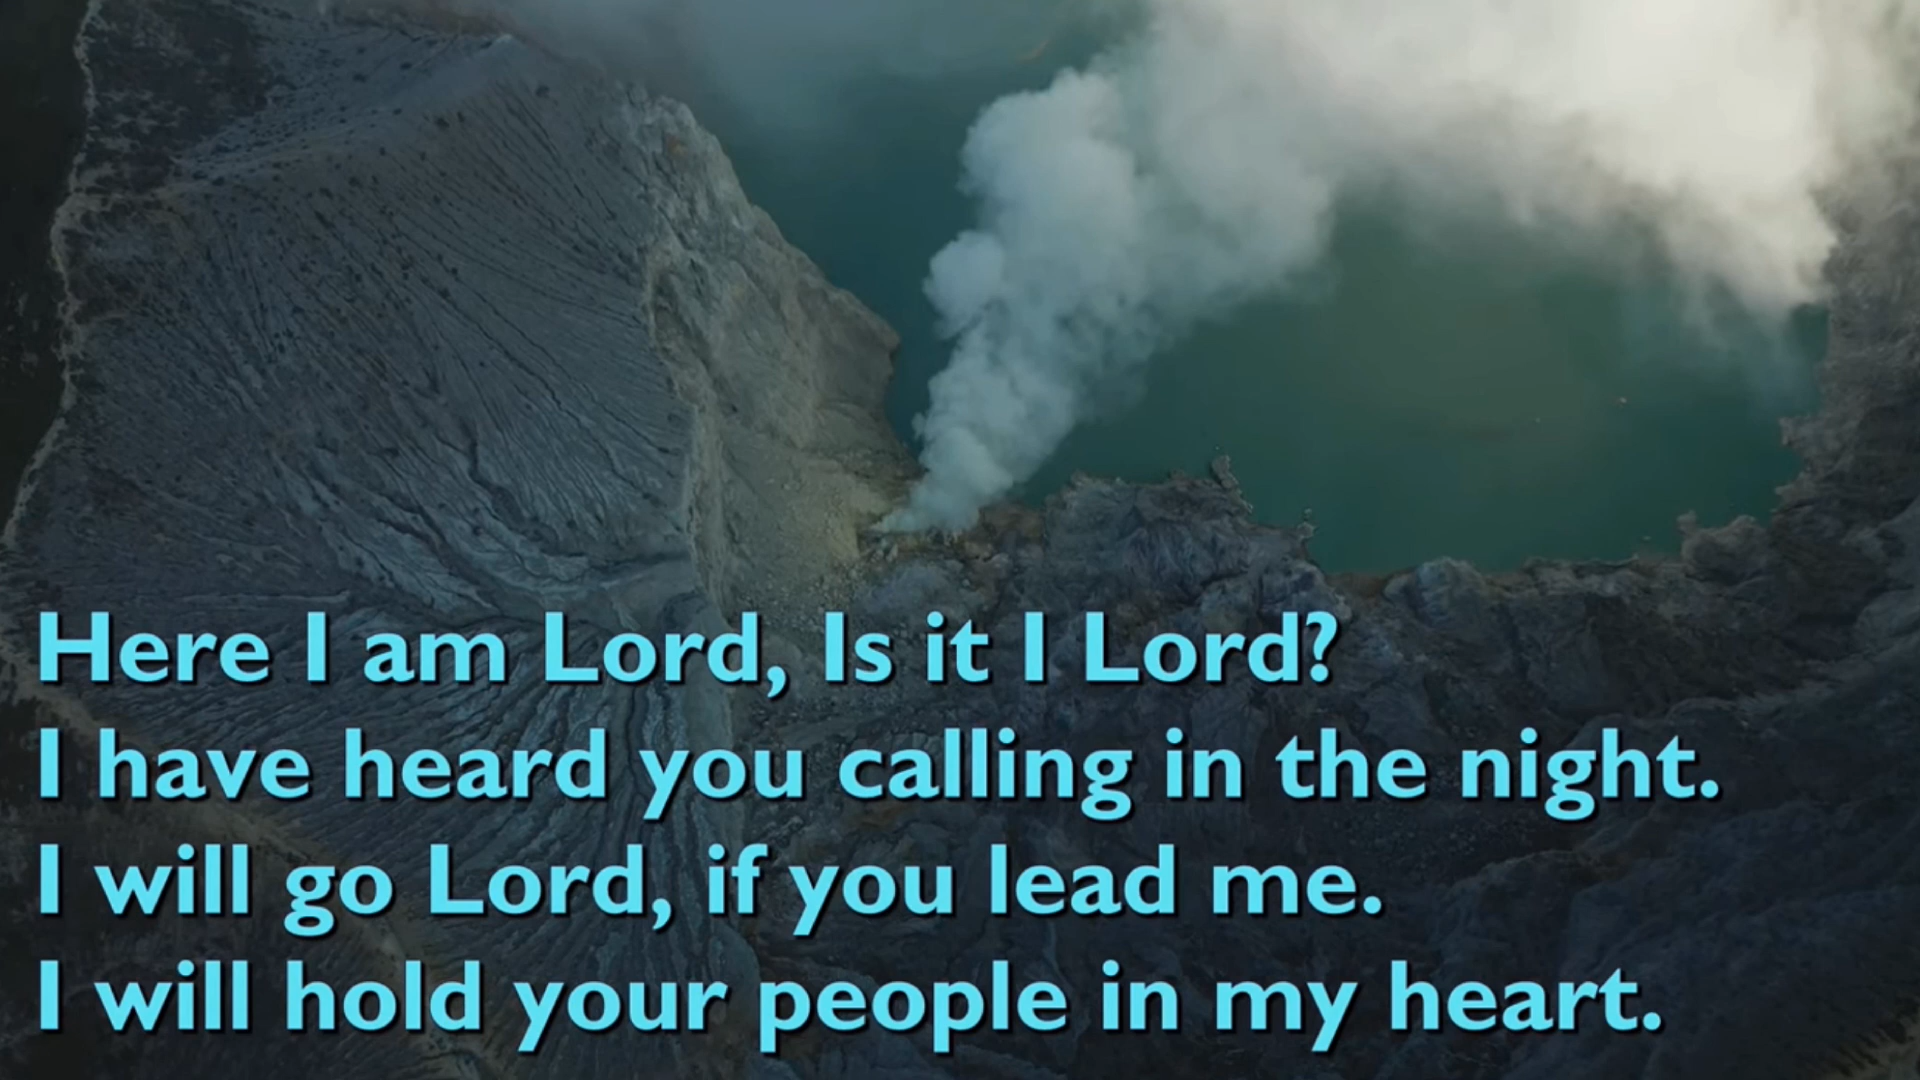 Here I am Lord, Is it I Lord?
I have heard you calling in the night.
I will go Lord, if you lead me.
I will hold your people in my heart.